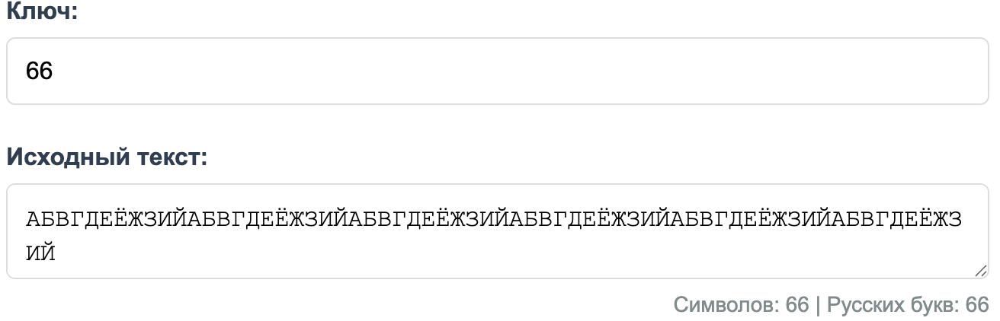 Ключ:
66
Исходный текст:
АБВГДЕЁЖЗИЙАБВГДЕЁЖЗИЙАБВГДЕЁЖЗИЙАБВГДЕЁЖЗИЙАБВГДЕЁЖЗИЙАБВГДЕЁЖЗ
ИЙ
Символов: 66 | Русских букв: 66